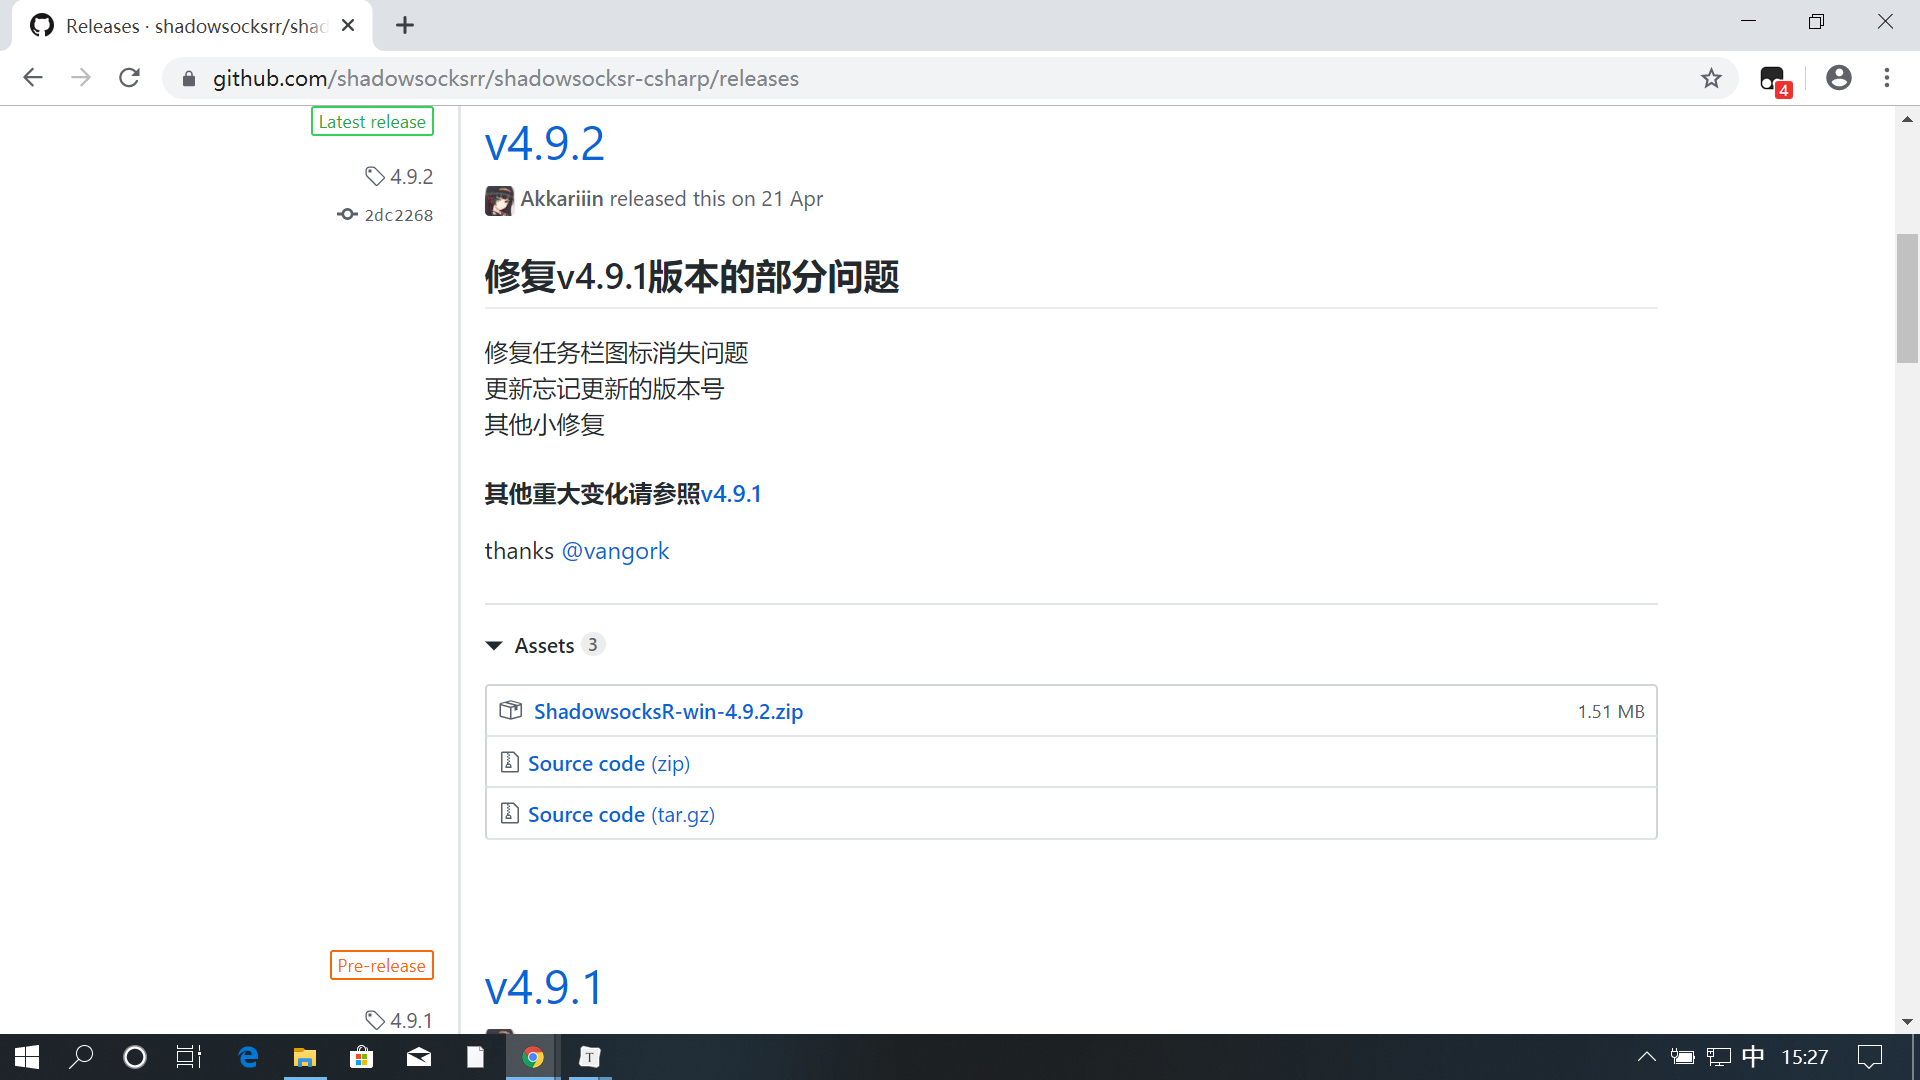 Releases · shadowsocksrr/shad
github.com/shadowsocksrr/shadowsocksr-csharp/releases
4
Latest release
4.9.2
2dc2268
v4.9.2
Akkariiin released this on 21 Apr
修复v4.9.1版本的部分问题
修复任务栏图标消失问题
更新忘记更新的版本号
其他小修复
其他重大变化请参照v4.9.1
thanks @vangork
Assets 3
ShadowsocksR-win-4.9.2.zip
1.51 MB
Source code (zip)
Source code (tar.gz)
Pre-release
4.9.1
v4.9.1
T
中
15:27